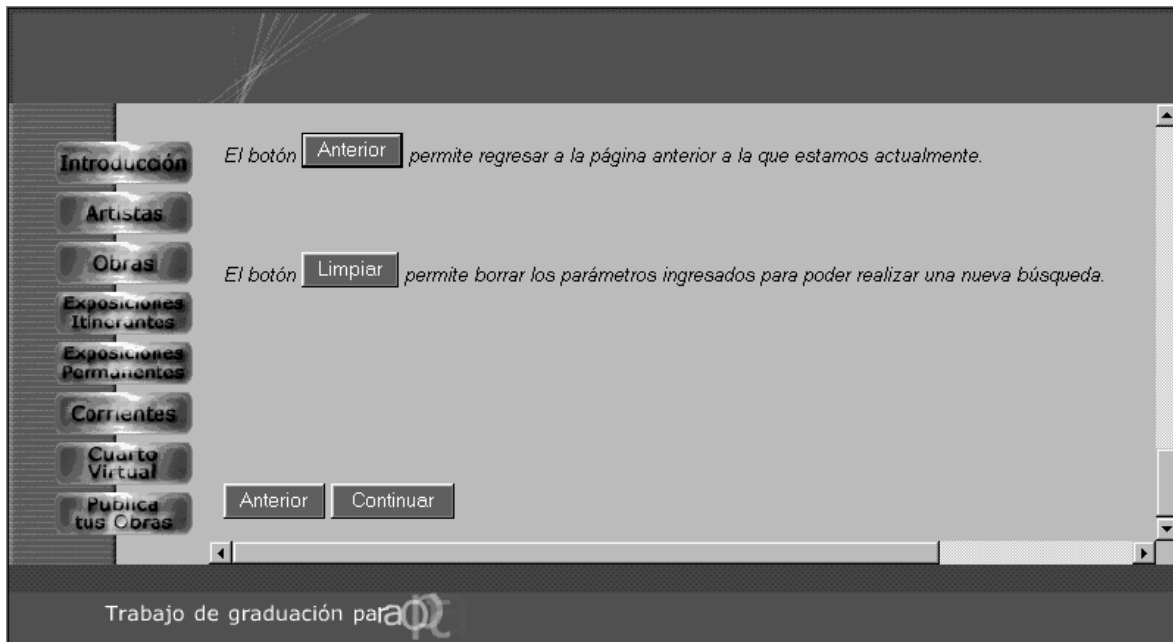 El botón Anterior permite regresar a la página anterior a la que estamos actualmente.
El botón Limpiar permite borrar los parámetros ingresados para poder realizar una nueva búsqueda.
Introducción
Artistas
Obras
Exposiciones
Itinerantes
Exposiciones
Permanentes
Corrientes
Cuarto
Virtual
Publica
tus Obras
Anterior Continuar
Trabajo de graduación para